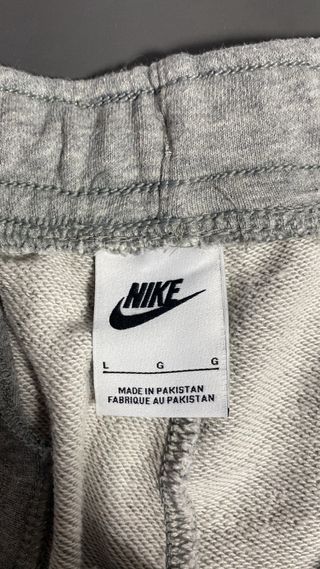 NIKE
L G G
MADE IN PAKISTAN
FABRIQUE AU PAKISTAN